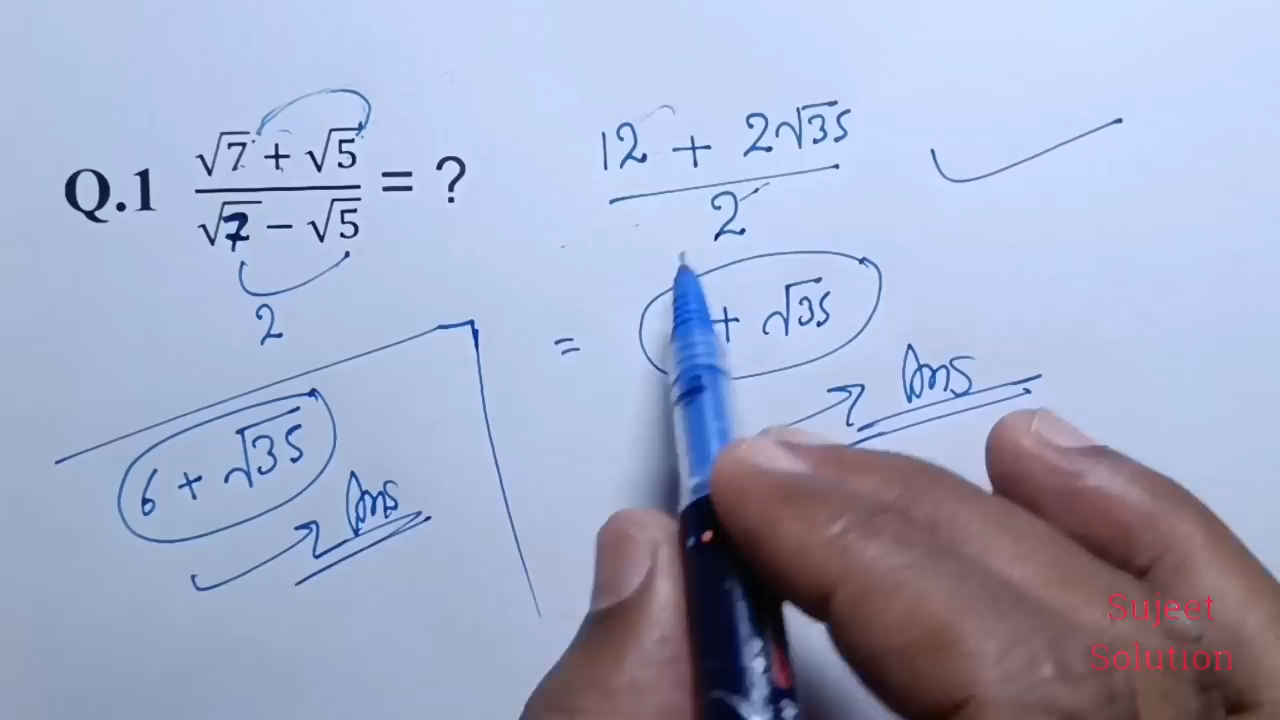 Q.1 (√7 + √5)/(√7 − √5) = ?
2
6 + √35
Ans
12 + 2√35
2
= + √35
Ans
Sujeet
Solution